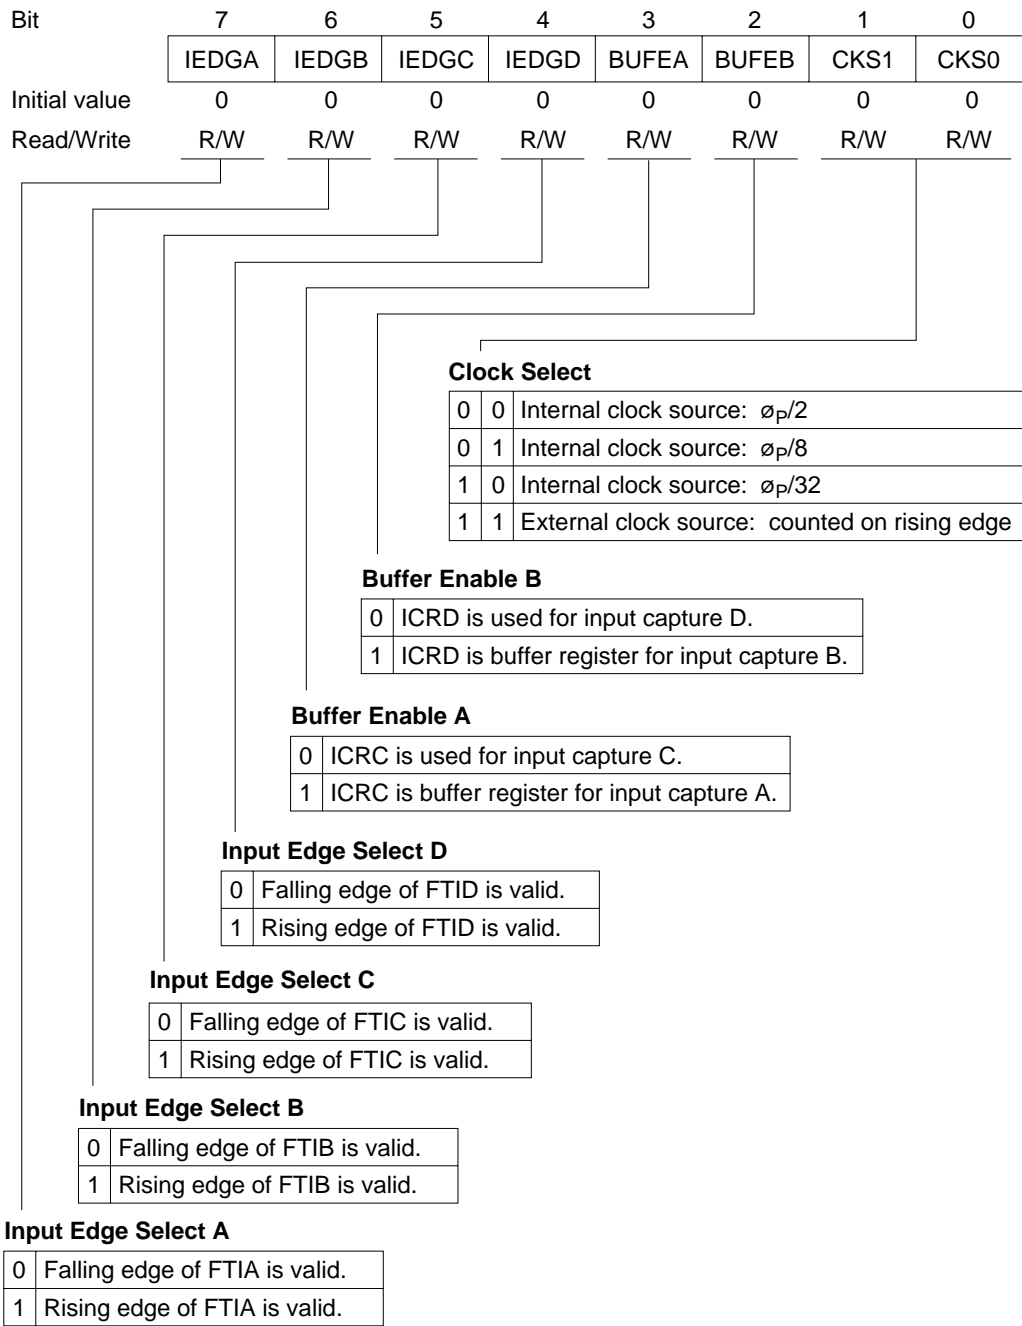 Bit 7 6 5 4 3 2 1 0
IEDGA IEDGB IEDGC IEDGD BUFEA BUFEB CKS1 CKS0
Initial value 0 0 0 0 0 0 0 0
Read/Write R/W R/W R/W R/W R/W R/W R/W R/W
Clock Select
0 0 Internal clock source: øP/2
0 1 Internal clock source: øP/8
1 0 Internal clock source: øP/32
1 1 External clock source: counted on rising edge
Buffer Enable B
0 ICRD is used for input capture D.
1 ICRD is buffer register for input capture B.
Buffer Enable A
0 ICRC is used for input capture C.
1 ICRC is buffer register for input capture A.
Input Edge Select D
0 Falling edge of FTID is valid.
1 Rising edge of FTID is valid.
Input Edge Select C
0 Falling edge of FTIC is valid.
1 Rising edge of FTIC is valid.
Input Edge Select B
0 Falling edge of FTIB is valid.
1 Rising edge of FTIB is valid.
Input Edge Select A
0 Falling edge of FTIA is valid.
1 Rising edge of FTIA is valid.